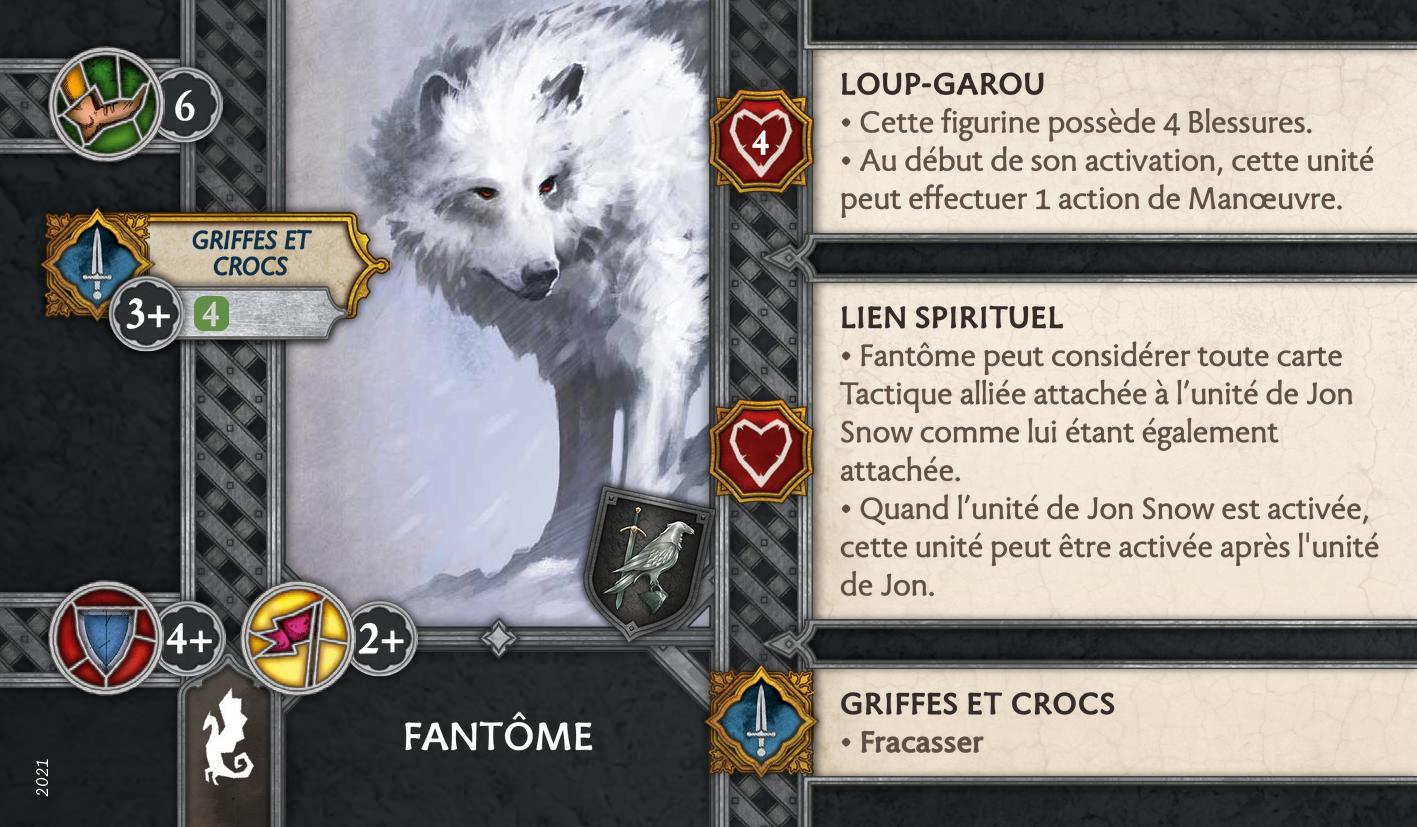 6
GRIFFES ET
CROCS
3+
4
4+
2+
FANTÔME
2021
4
LOUP-GAROU
• Cette figurine possède 4 Blessures.
• Au début de son activation, cette unité
peut effectuer 1 action de Manœuvre.
LIEN SPIRITUEL
• Fantôme peut considérer toute carte
Tactique alliée attachée à l’unité de Jon
Snow comme lui étant également
attachée.
• Quand l’unité de Jon Snow est activée,
cette unité peut être activée après l'unité
de Jon.
GRIFFES ET CROCS
• Fracasser